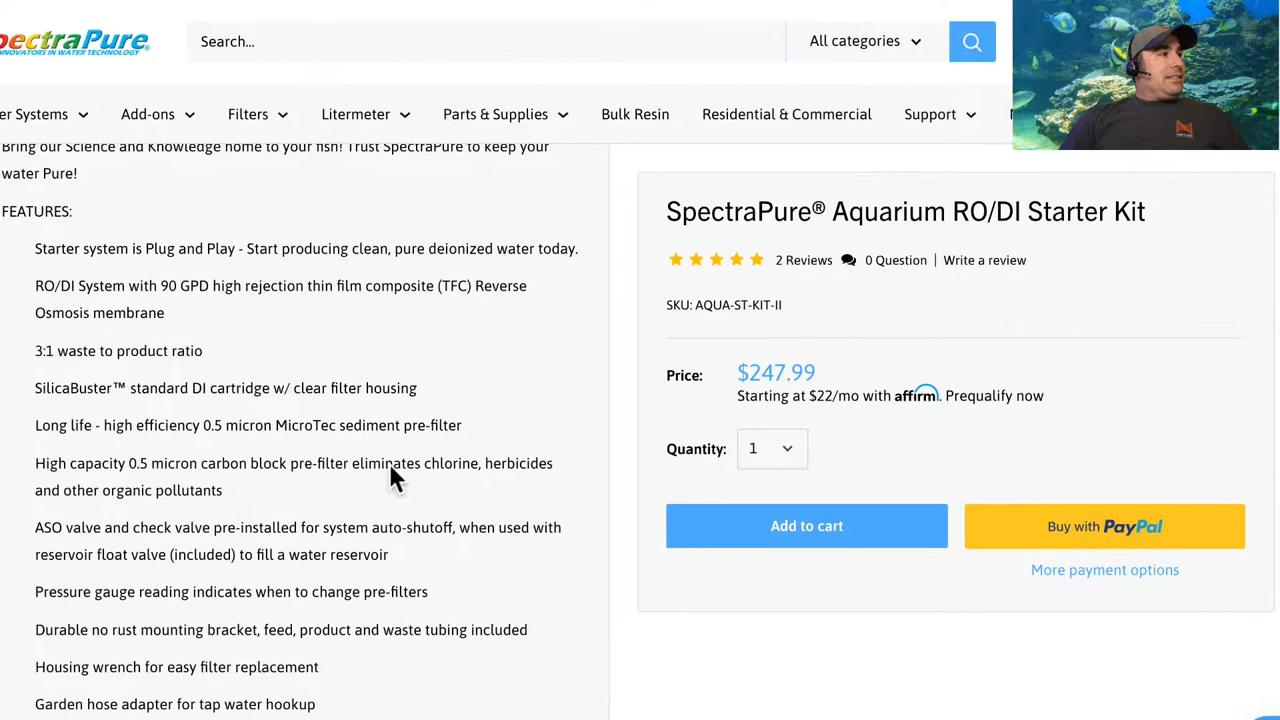 SpectraPure
INNOVATORS IN WATER TECHNOLOGY
Search...
All categories
er Systems
Add-ons
Filters
Litermeter
Parts & Supplies
Bulk Resin
Residential & Commercial
Support
Bring our Science and Knowledge home to your fish! Trust SpectraPure to keep your
water Pure!
FEATURES:
Starter system is Plug and Play - Start producing clean, pure deionized water today.
RO/DI System with 90 GPD high rejection thin film composite (TFC) Reverse
Osmosis membrane
3:1 waste to product ratio
SilicaBuster™ standard DI cartridge w/ clear filter housing
Long life - high efficiency 0.5 micron MicroTec sediment pre-filter
High capacity 0.5 micron carbon block pre-filter eliminates chlorine, herbicides
and other organic pollutants
ASO valve and check valve pre-installed for system auto-shutoff, when used with
reservoir float valve (included) to fill a water reservoir
Pressure gauge reading indicates when to change pre-filters
Durable no rust mounting bracket, feed, product and waste tubing included
Housing wrench for easy filter replacement
Garden hose adapter for tap water hookup
SpectraPure® Aquarium RO/DI Starter Kit
2 Reviews 0 Question | Write a review
SKU: AQUA-ST-KIT-II
Price: $247.99
Starting at $22/mo with affirm. Prequalify now
Quantity: 1
Add to cart
Buy with PayPal
More payment options